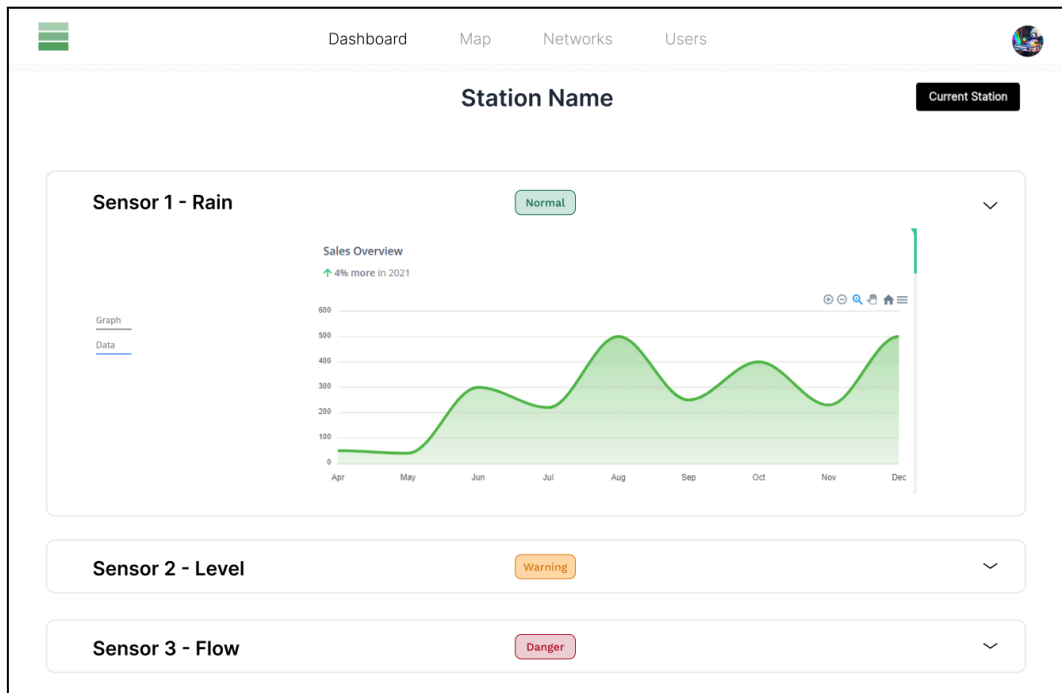 Dashboard Map Networks Users
Station Name
Current Station
Sensor 1 - Rain
Normal
Sales Overview
4% more in 2021
Graph
Data
600
500
400
300
200
100
0
Apr May Jun Jul Aug Sep Oct Nov Dec
Sensor 2 - Level
Warning
Sensor 3 - Flow
Danger